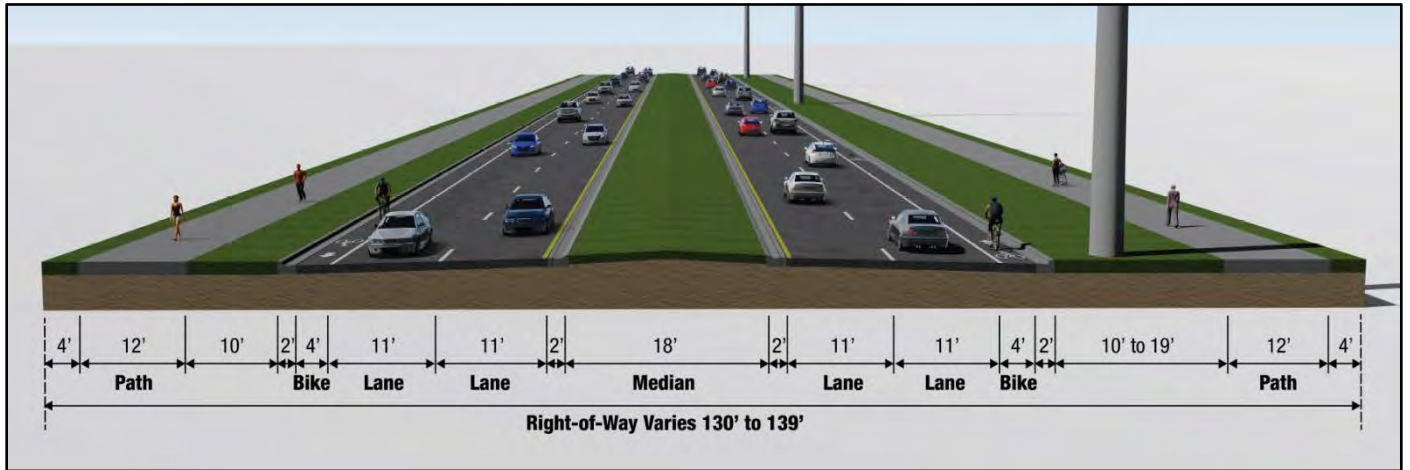 4’ 12’ 10’ 2’ 4’ 11’ 11’ 2’ 18’ 2’ 11’ 11’ 4’ 2’ 10’ to 19’ 12’ 4’
Path Bike Lane Lane Median Lane Lane Bike Path
Right-of-Way Varies 130’ to 139’